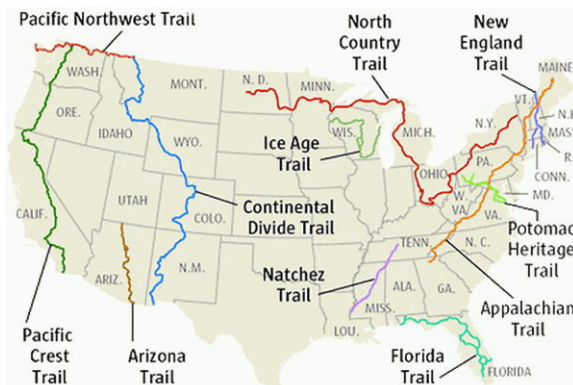 Pacific Northwest Trail
North
Country
Trail
New
England
Trail
MAINE
WASH
MONT.
N. D.
MINN.
VT.
N.H
ORE.
IDAHO
WIS.
MICH.
N.Y.
MASS
WYO.
Ice Age
Trail
R.
PA.
CONN.
OHIO
UTAH
Continental
Divide Trail
COLO.
W.
VA.
MD.
VA.
CALIF.
Potomac
Heritage
Trail
TENN.
N. C.
ARIZ.
N.M.
Natchez
Trail
ALA.
GA.
Appalachian
Trail
MISS.
LOU.
Pacific
Crest
Trail
Arizona
Trail
Florida
Trail
FLORIDA